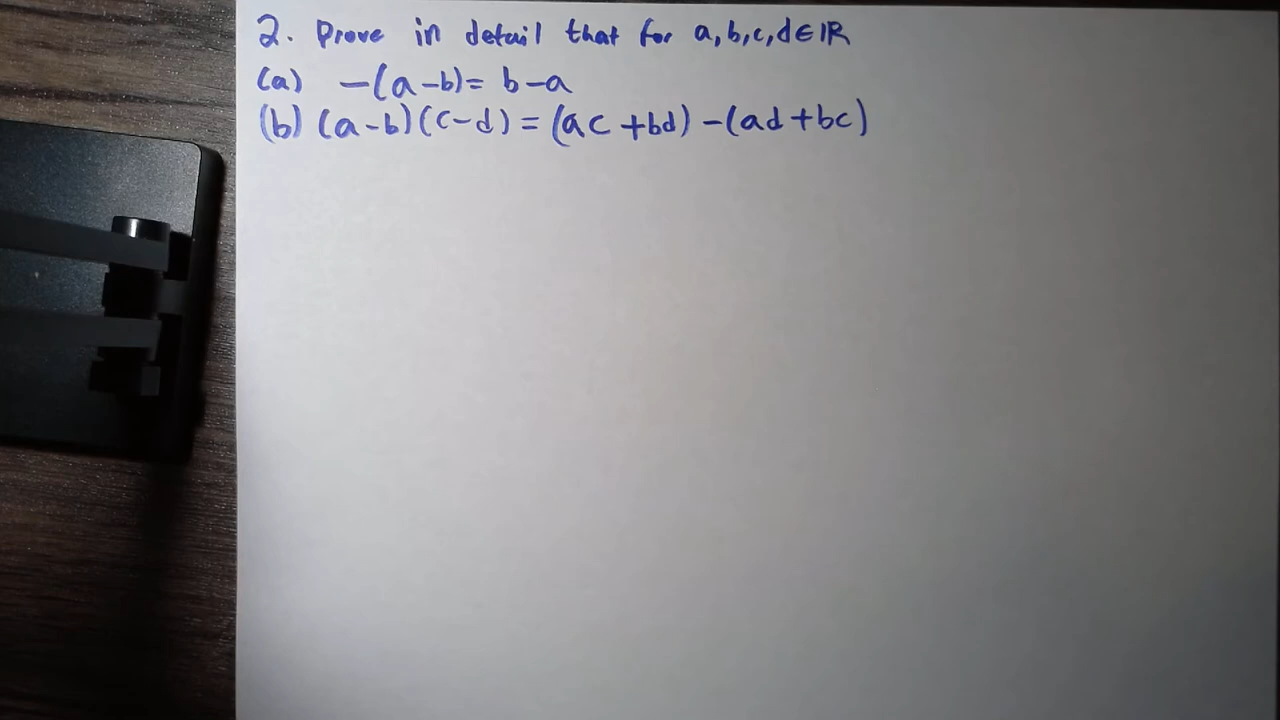 2. Prove in detail that for a,b,c,d∈ℝ
(a) -(a-b)= b-a
(b) (a-b)(c-d) = (ac+bd) -(ad+bc)